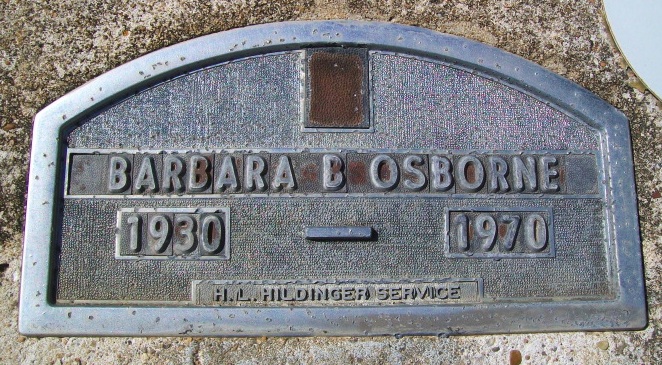 BARBARA B OSBORNE
1930 — 1970
H.L. HILDINGER SERVICE